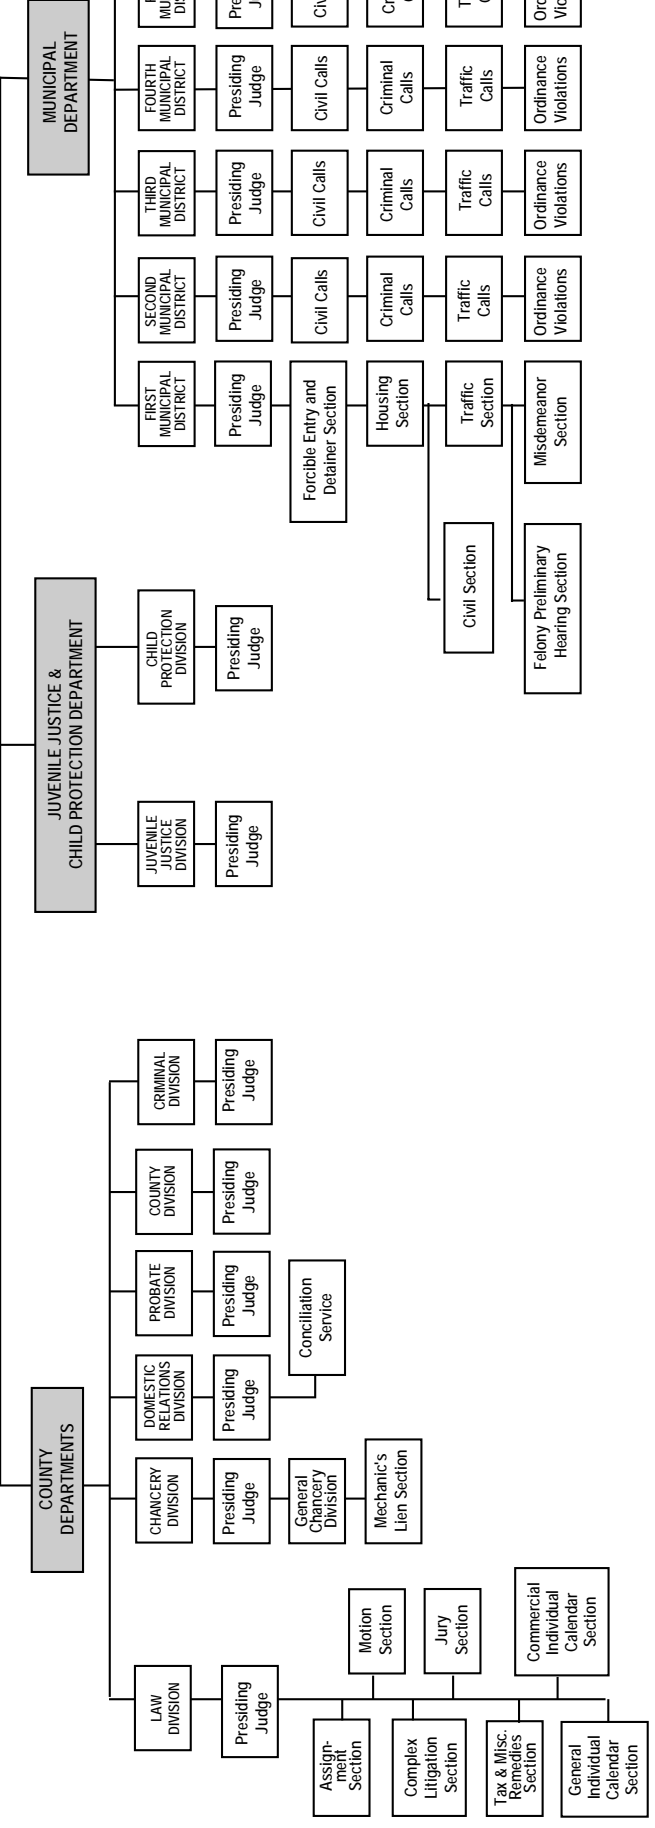 COUNTY
DEPARTMENTS
LAW
DIVISION
Presiding
Judge
Assign-
ment
Section
Motion
Section
Complex
Litigation
Section
Jury
Section
Tax & Misc.
Remedies
Section
Commercial
Individual
Calendar
Section
General
Individual
Calendar
Section
CHANCERY
DIVISION
Presiding
Judge
General
Chancery
Division
Mechanic's
Lien Section
DOMESTIC
RELATIONS
DIVISION
Presiding
Judge
Conciliation
Service
PROBATE
DIVISION
Presiding
Judge
COUNTY
DIVISION
Presiding
Judge
CRIMINAL
DIVISION
Presiding
Judge
JUVENILE JUSTICE &
CHILD PROTECTION DEPARTMENT
JUVENILE
JUSTICE
DIVISION
Presiding
Judge
CHILD
PROTECTION
DIVISION
Presiding
Judge
MUNICIPAL
DEPARTMENT
FIRST
MUNICIPAL
DISTRICT
Presiding
Judge
Forcible Entry and
Detainer Section
Housing
Section
Civil Section
Traffic
Section
Felony Preliminary
Hearing Section
Misdemeanor
Section
SECOND
MUNICIPAL
DISTRICT
Presiding
Judge
Civil Calls
Criminal
Calls
Traffic
Calls
Ordinance
Violations
THIRD
MUNICIPAL
DISTRICT
Presiding
Judge
Civil Calls
Criminal
Calls
Traffic
Calls
Ordinance
Violations
FOURTH
MUNICIPAL
DISTRICT
Presiding
Judge
Civil Calls
Criminal
Calls
Traffic
Calls
Ordinance
Violations